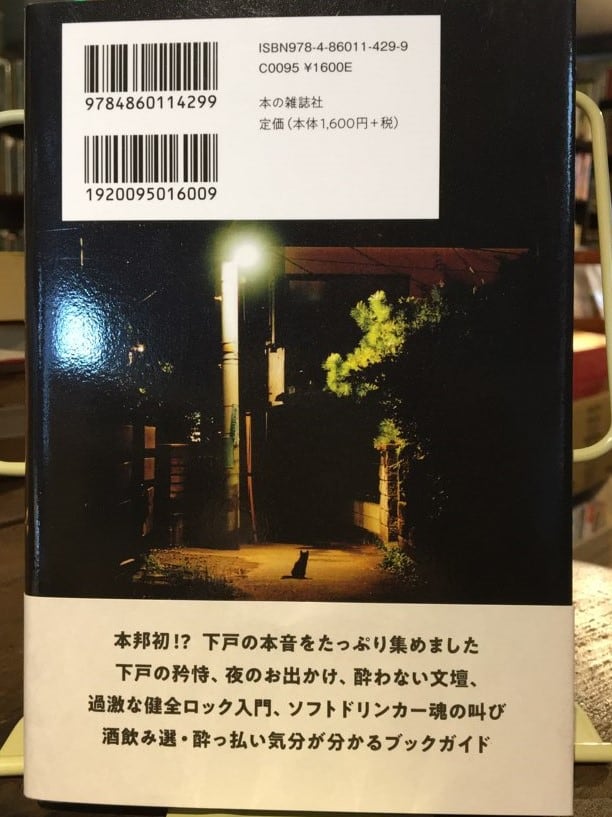 ISBN978-4-86011-429-9
C0095 ¥1600E
9784860114299
本の雑誌社
定価（本体1,600円＋税）
1920095016009
本邦初!? 下戸の本音をたっぷり集めました
下戸の矜恃、夜のお出かけ、酔わない文壇、
過激な健全ロック入門、ソフトドリンカー魂の叫び
酒飲み選・酔っ払い気分が分かるブックガイド